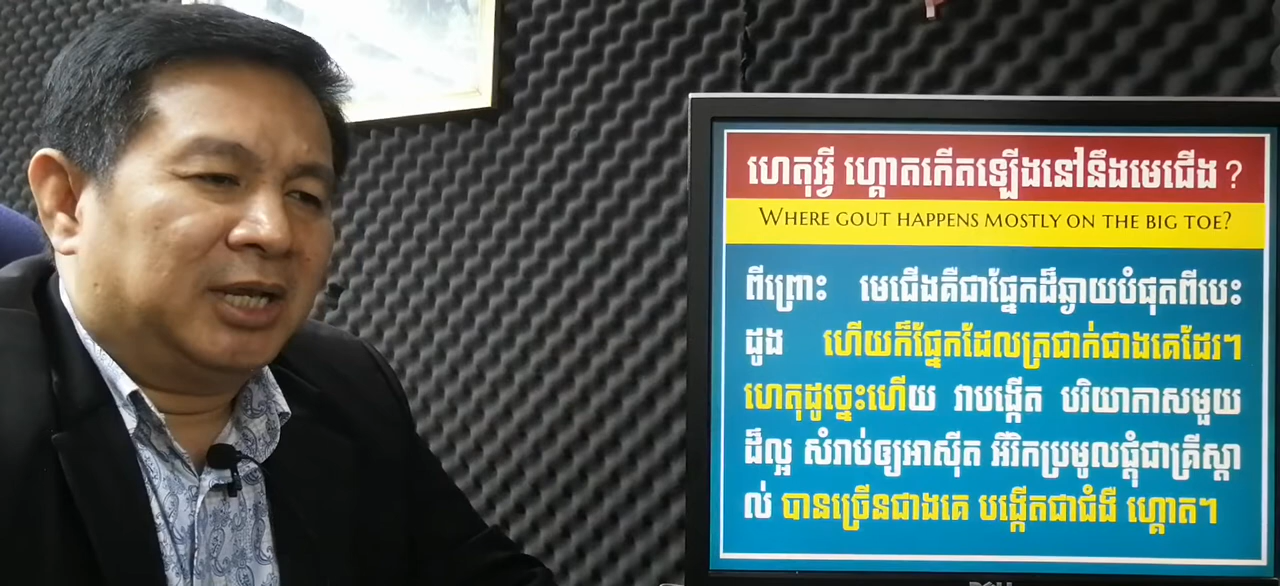 ហេតុអ្វី ហ្គោតកើតឡើងនៅនឹងមេជើង ?
WHERE GOUT HAPPENS MOSTLY ON THE BIG TOE?
ពីព្រោះ មេជើងគឺជាផ្នែកដ៏ឆ្ងាយបំផុតពីបេះ
ដូង ហើយក៏ផ្នែកដែលត្រជាក់ជាងគេដែរ។
ហេតុដូច្នេះហើយ វាបង្កើត បរិយាកាសមួយ
ដ៏ល្អ សំរាប់ឲ្យអាស៊ីត អ៊ីរិកប្រមូលផ្ដុំជាគ្រីស្ដា
ល់ បានច្រើនជាងគេ បង្កើតជាជំងឺ ហ្គោត។